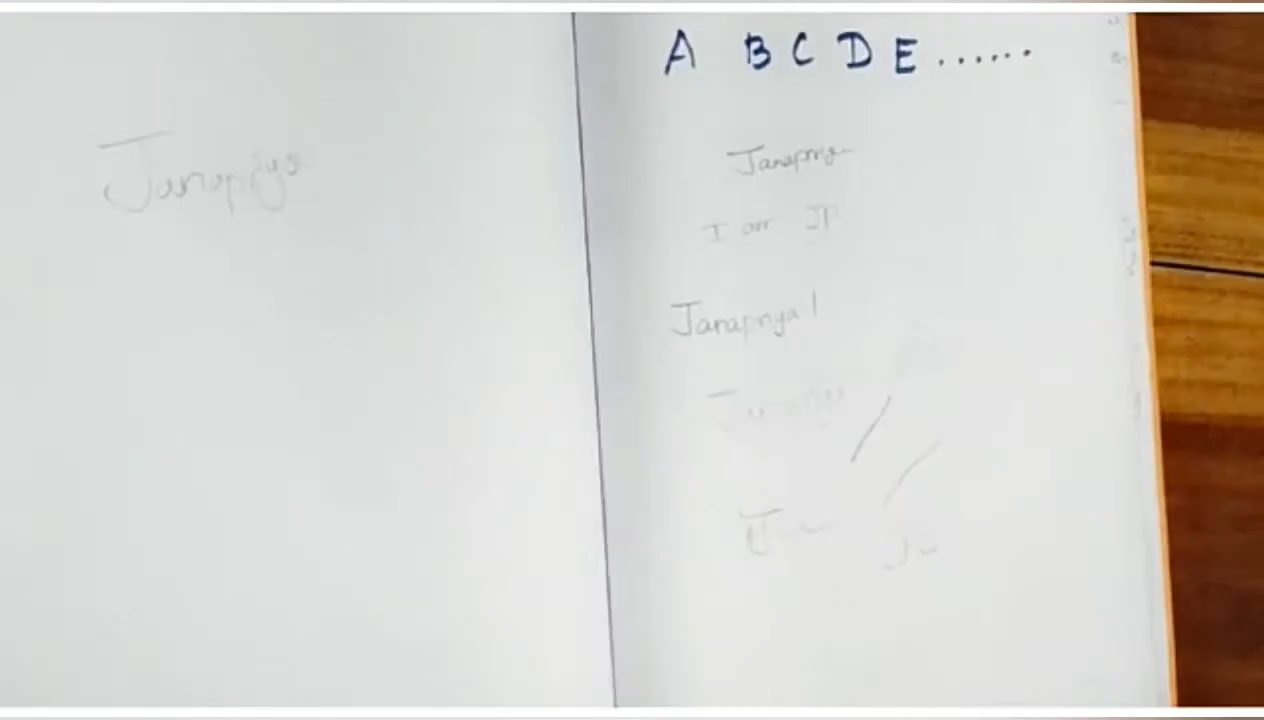 Janapriya
A B C D E ......
Janapriya
I am JP
Janapriya !